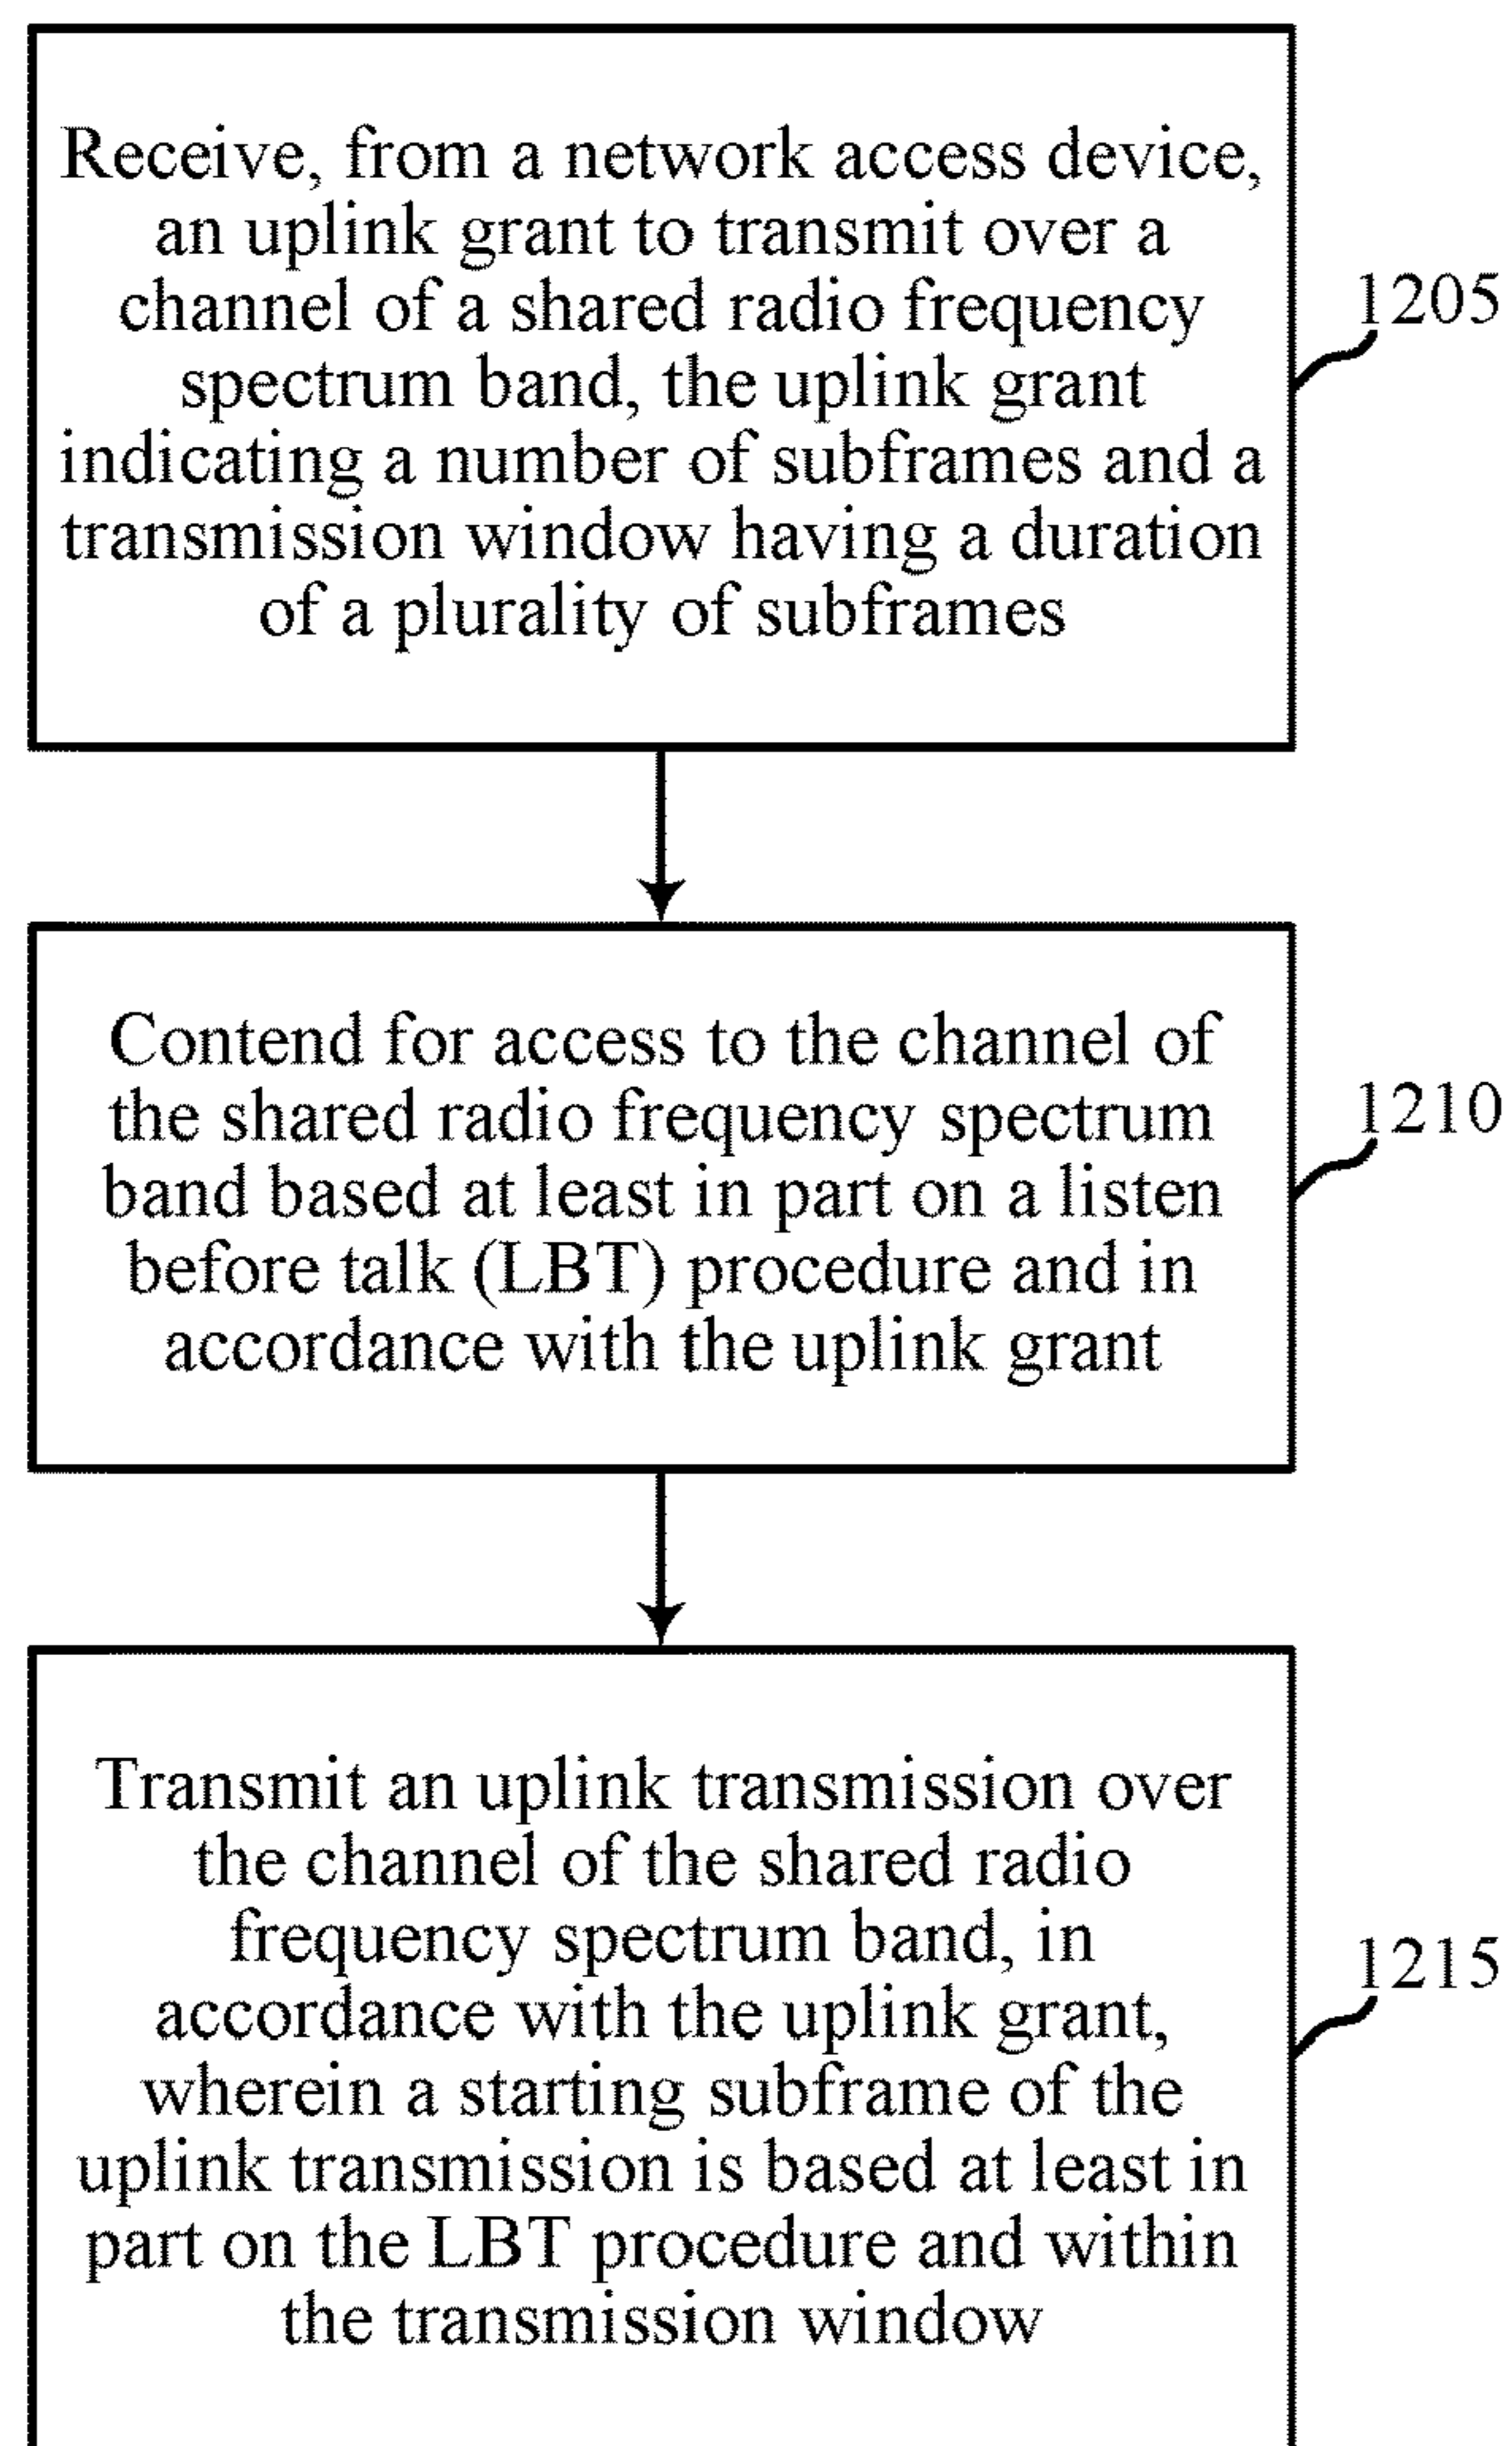 Receive, from a network access device,
an uplink grant to transmit over a
channel of a shared radio frequency
spectrum band, the uplink grant
indicating a number of subframes and a
transmission window having a duration
of a plurality of subframes
1205
Contend for access to the channel of
the shared radio frequency spectrum
band based at least in part on a listen
before talk (LBT) procedure and in
accordance with the uplink grant
1210
Transmit an uplink transmission over
the channel of the shared radio
frequency spectrum band, in
accordance with the uplink grant,
wherein a starting subframe of the
uplink transmission is based at least in
part on the LBT procedure and within
the transmission window
1215